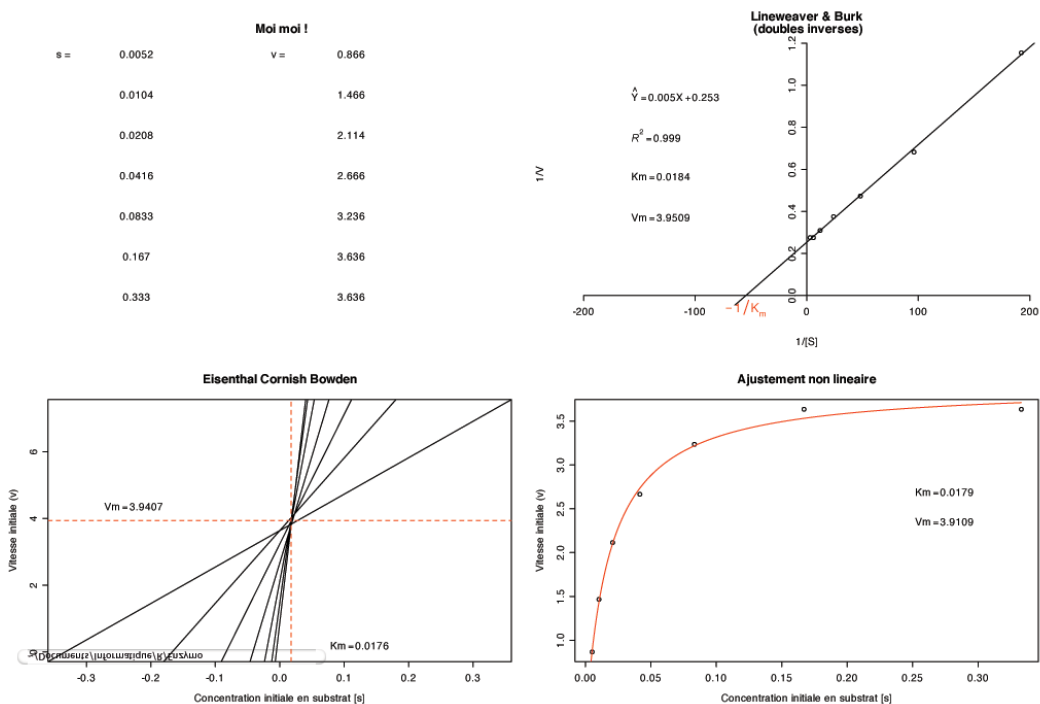 Moi moi !
s = 0.0052 v = 0.866
0.0104 1.466
0.0208 2.114
0.0416 2.666
0.0833 3.236
0.167 3.636
0.333 3.636
Lineweaver & Burk
(doubles inverses)
Ŷ = 0.005X + 0.253
R² = 0.999
Km = 0.0184
Vm = 3.9509
1/V
0.0 0.2 0.4 0.6 0.8 1.0 1.2
-200 -100 0 100 200
−1/Km
1/[S]
Eisenthal Cornish Bowden
Vm = 3.9407
Km = 0.0176
Vitesse initiale (v)
0 2 4 6
~/Documents/Informatique/R/Enzymo
-0.3 -0.2 -0.1 0.0 0.1 0.2 0.3
Concentration initiale en substrat [s]
Ajustement non lineaire
Km = 0.0179
Vm = 3.9109
Vitesse initiale (v)
1.0 1.5 2.0 2.5 3.0 3.5
0.00 0.05 0.10 0.15 0.20 0.25 0.30
Concentration initiale en substrat [s]